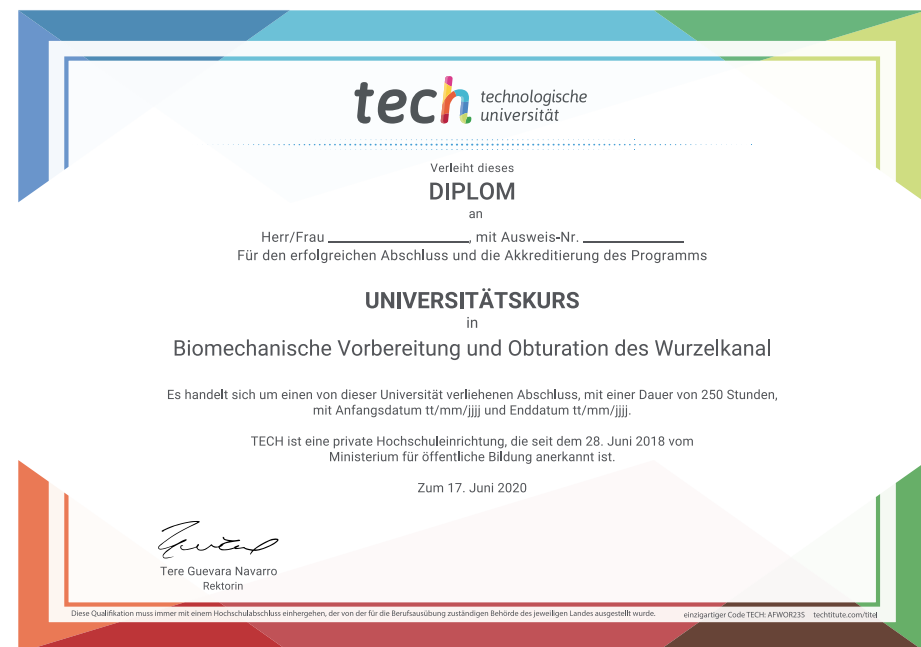 tech technologische
universität
Verleiht dieses
DIPLOM
an
Herr/Frau ____________________, mit Ausweis-Nr. ______________
Für den erfolgreichen Abschluss und die Akkreditierung des Programms
UNIVERSITÄTSKURS
in
Biomechanische Vorbereitung und Obturation des Wurzelkanal
Es handelt sich um einen von dieser Universität verliehenen Abschluss, mit einer Dauer von 250 Stunden,
mit Anfangsdatum tt/mm/jjjj und Enddatum tt/mm/jjjj.
TECH ist eine private Hochschuleinrichtung, die seit dem 28. Juni 2018 vom
Ministerium für öffentliche Bildung anerkannt ist.
Zum 17. Juni 2020
Tere Guevara Navarro
Rektorin
Diese Qualifikation muss immer mit einem Hochschulabschluss einhergehen, der von der für die Berufsausübung zuständigen Behörde des jeweiligen Landes ausgestellt wurde. einzigartiger Code TECH: AFWOR23S techtitute.com/titel